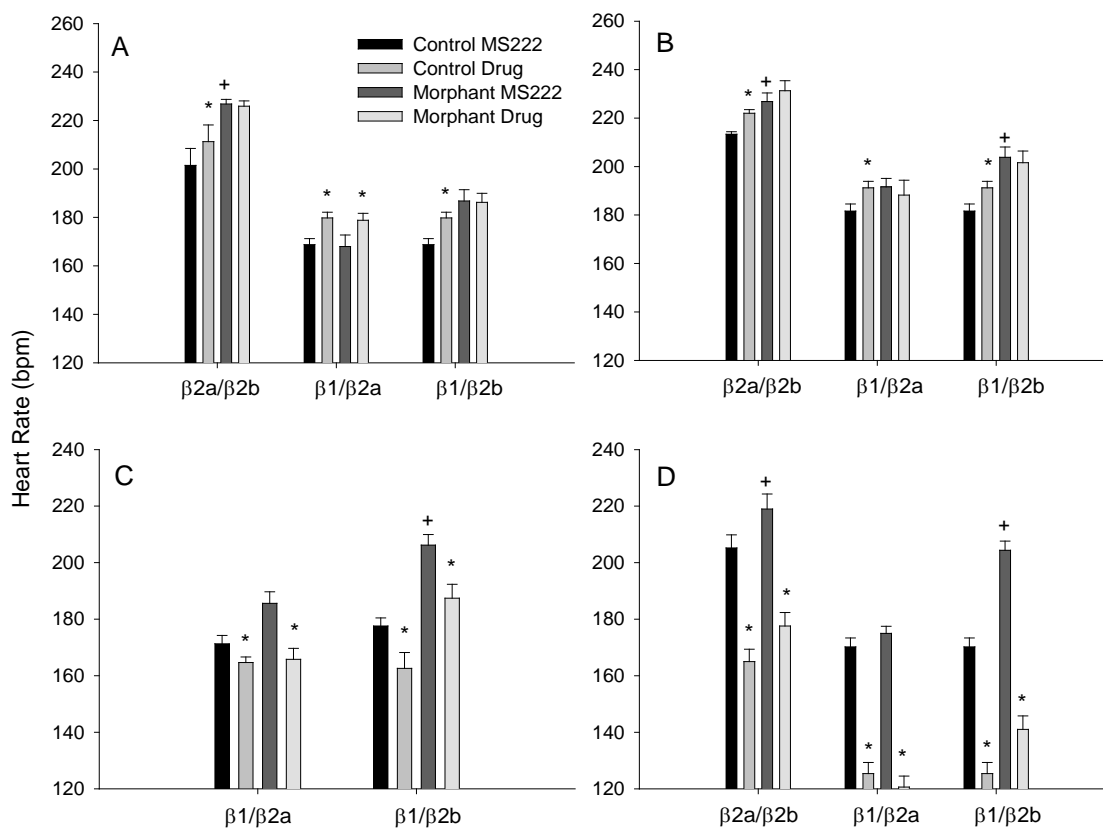 Heart Rate (bpm)
A
Control MS222
Control Drug
Morphant MS222
Morphant Drug
260
240
220
200
180
160
140
120
* + * * *
β2a/β2b β1/β2a β1/β2b
B
260
240
220
200
180
160
140
120
* + * * +
β2a/β2b β1/β2a β1/β2b
C
240
220
200
180
160
140
120
* * * + *
β1/β2a β1/β2b
D
240
220
200
180
160
140
120
* + * * * * + *
β2a/β2b β1/β2a β1/β2b